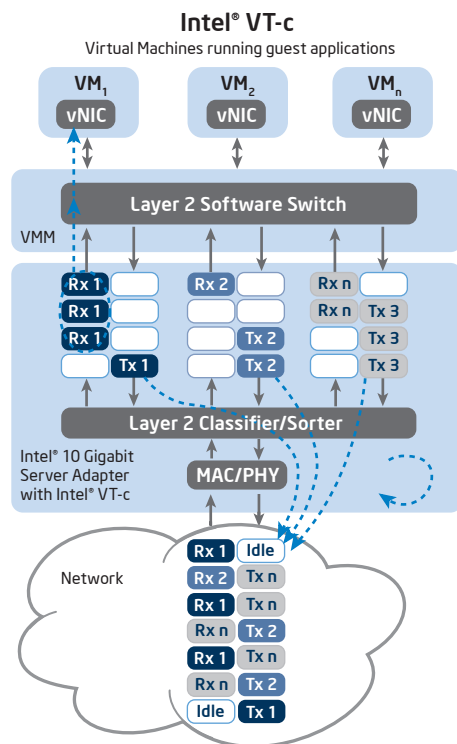 Intel® VT-c
Virtual Machines running guest applications
VM1 VM2 VMn
vNIC vNIC vNIC
Layer 2 Software Switch
VMM
Rx 1 Rx 2 Rx n
Rx 1 Rx n Tx 3
Rx 1 Tx 2 Tx 3
Tx 1 Tx 2 Tx 3
Layer 2 Classifier/Sorter
Intel® 10 Gigabit
Server Adapter
with Intel® VT-c
MAC/PHY
Network
Rx 1 Idle
Rx 2 Tx n
Rx 1 Tx n
Rx n Tx 2
Rx 1 Tx n
Rx n Tx 2
Idle Tx 1